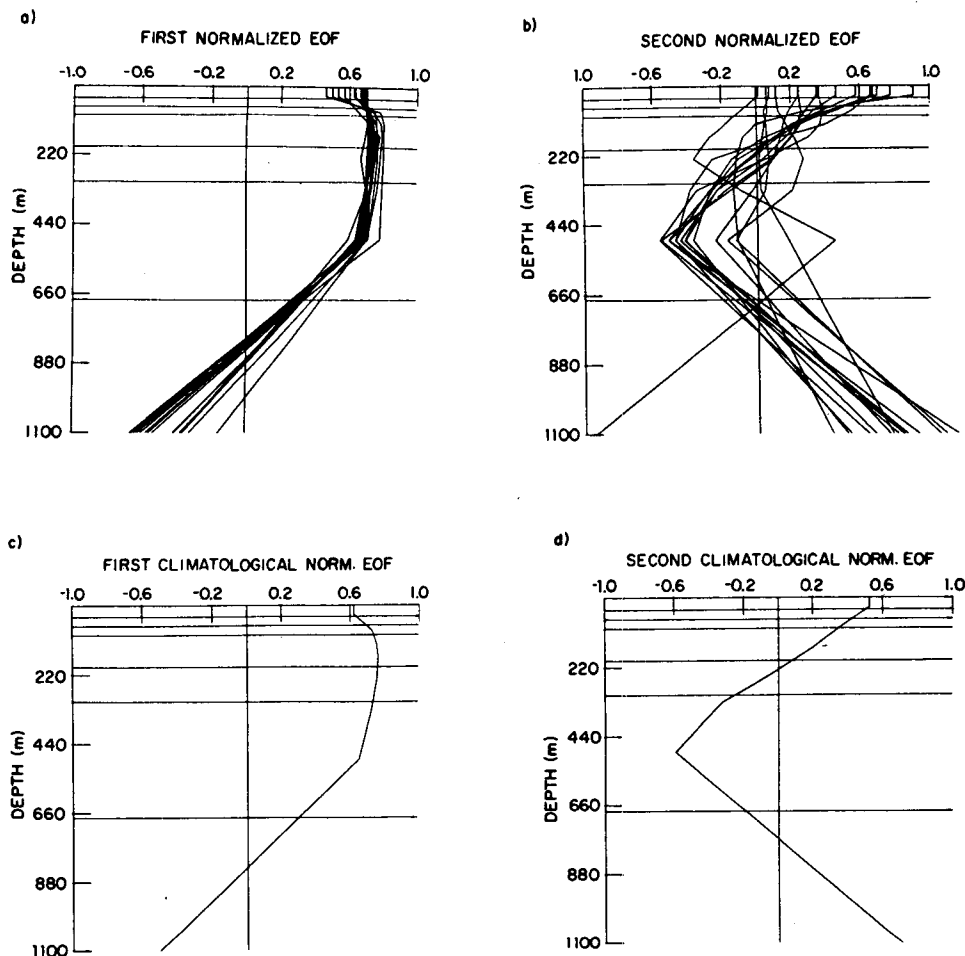 a)
FIRST NORMALIZED EOF
-1.0 -0.6 -0.2 0.2 0.6 1.0
220
440
660
880
1100
DEPTH (m)
b)
SECOND NORMALIZED EOF
-1.0 -0.6 -0.2 0.2 0.6 1.0
220
440
660
880
1100
DEPTH (m)
c)
FIRST CLIMATOLOGICAL NORM. EOF
-1.0 -0.6 -0.2 0.2 0.6 1.0
220
440
660
880
1100
DEPTH (m)
d)
SECOND CLIMATOLOGICAL NORM. EOF
-1.0 -0.6 -0.2 0.2 0.6 1.0
220
440
660
880
1100
DEPTH (m)